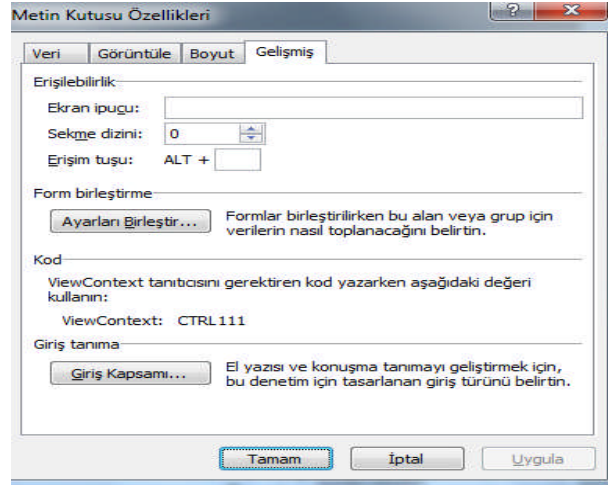 Metin Kutusu Özellikleri
Veri Görüntüle Boyut Gelişmiş
Erişilebilirlik
Ekran ipucu:
Sekme dizini: 0
Erişim tuşu: ALT +
Form birleştirme
Ayarları Birleştir... Formlar birleştirilirken bu alan veya grup için
verilerin nasıl toplanacağını belirtin.
Kod
ViewContext tanıtıcısını gerektiren kod yazarken aşağıdaki değeri
kullanın:
ViewContext: CTRL111
Giriş tanıma
Giriş Kapsamı... El yazısı ve konuşma tanımayı geliştirmek için,
bu denetim için tasarlanan giriş türünü belirtin.
Tamam İptal Uygula